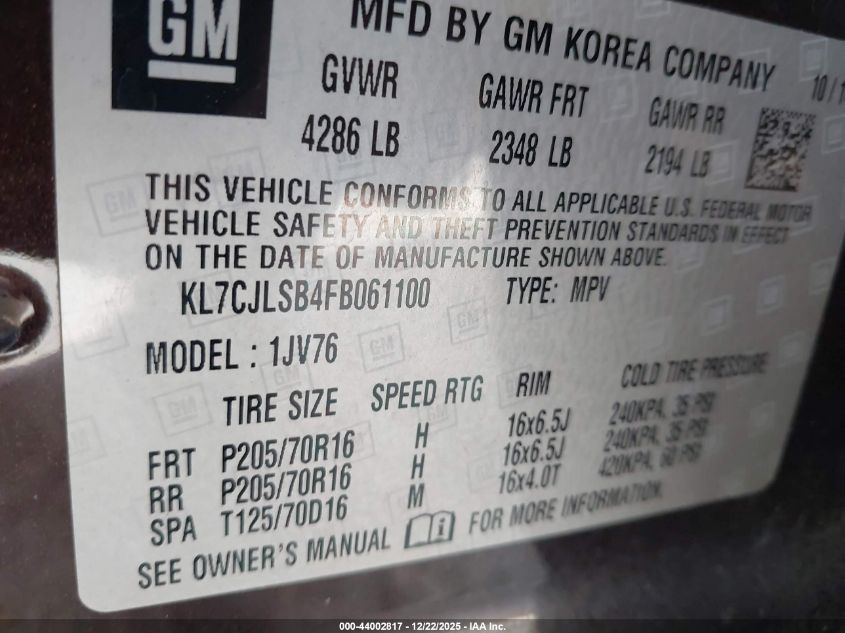 GM
MFD BY GM KOREA COMPANY
10/1
GVWR GAWR FRT GAWR RR
4286 LB 2348 LB 2194 LB
THIS VEHICLE CONFORMS TO ALL APPLICABLE U.S. FEDERAL MOTOR
VEHICLE SAFETY AND THEFT PREVENTION STANDARDS IN EFFECT
ON THE DATE OF MANUFACTURE SHOWN ABOVE.
KL7CJLSB4FB061100 TYPE: MPV
MODEL : 1JV76
TIRE SIZE SPEED RTG RIM COLD TIRE PRESSURE
FRT P205/70R16 H 16x6.5J 240KPA, 35 PSI
RR P205/70R16 H 16x6.5J 240KPA, 35 PSI
SPA T125/70D16 M 16x4.0T 420KPA, 60 PSI
SEE OWNER'S MANUAL FOR MORE INFORMATION.
000-44002817 • 12/22/2025 • IAA Inc.